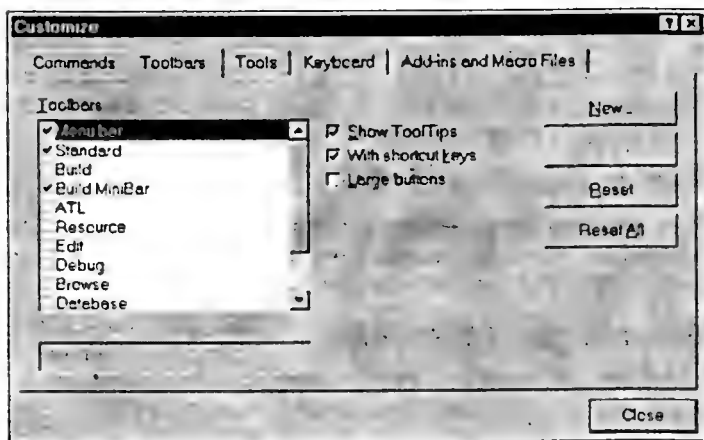 Customize
Commands Toolbars Tools Keyboard Add-ins and Macro Files
Toolbars
Menu bar
Standard
Build
Build MiniBar
ATL
Resource
Edit
Debug
Browse
Database
Show ToolTips
With shortcut keys
Large buttons
New...
Reset
Reset All
Close